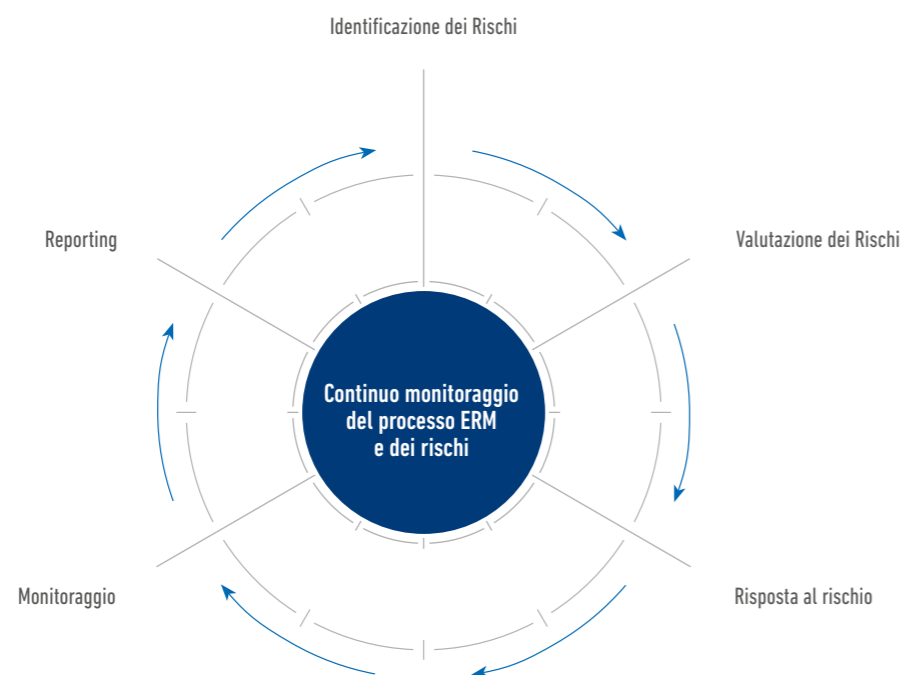 Identificazione dei Rischi
Reporting
Valutazione dei Rischi
Continuo monitoraggio
del processo ERM
e dei rischi
Monitoraggio
Risposta al rischio